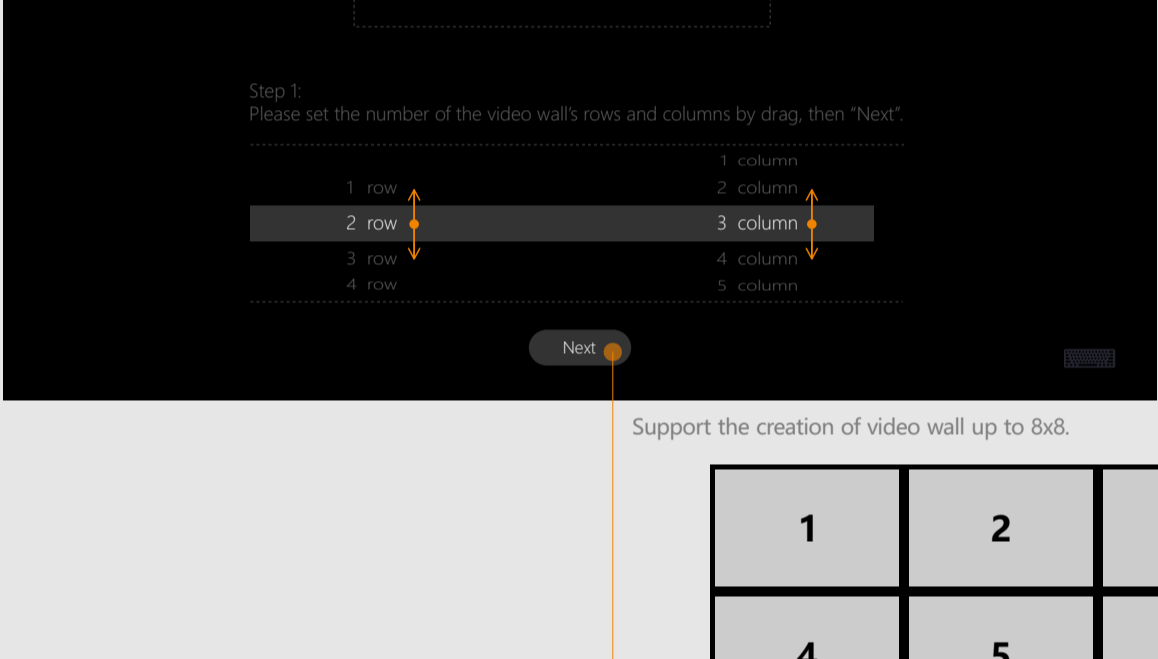 Step 1:
Please set the number of the video wall's rows and columns by drag, then “Next”.
1 column
1 row 2 column
2 row 3 column
3 row 4 column
4 row 5 column
Next
Support the creation of video wall up to 8x8.
1 2
4 5